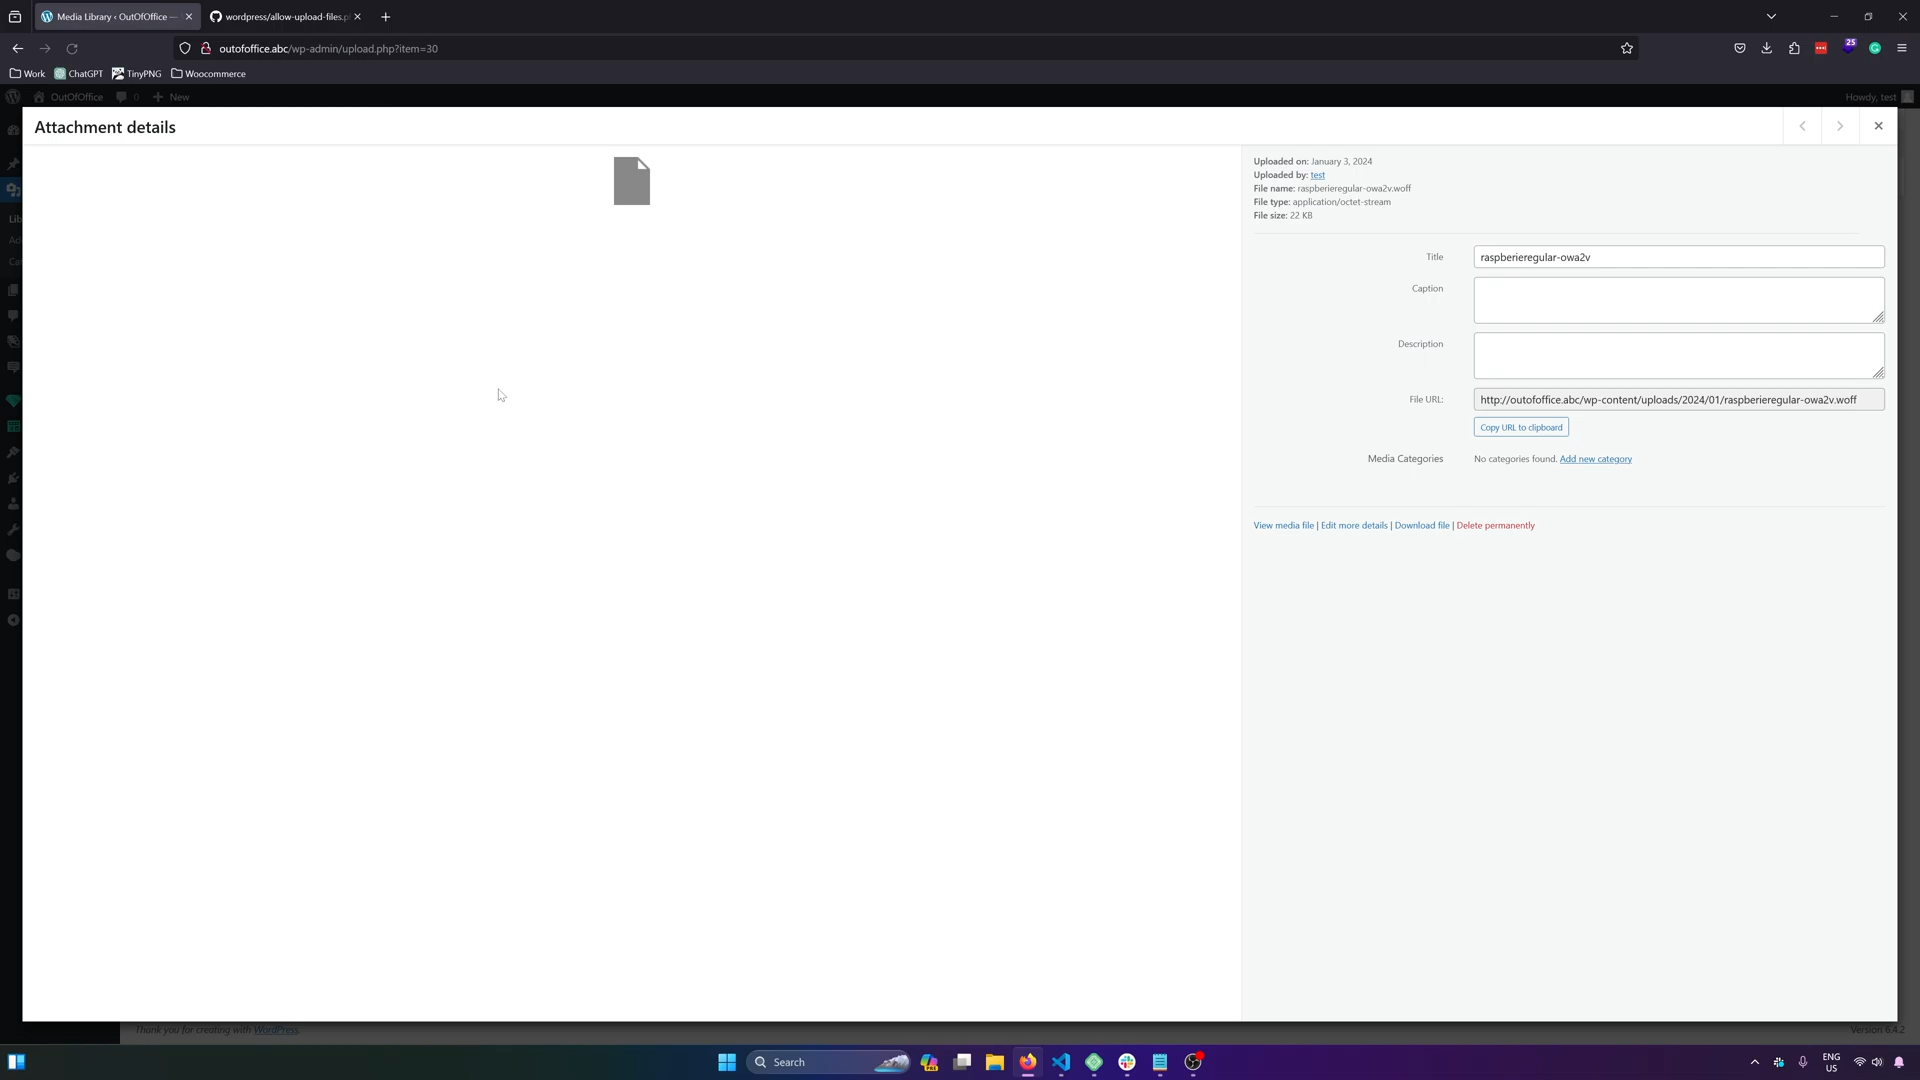 Media Library ‹ OutOfOffice —
wordpress/allow-upload-files.p
outofoffice.abc/wp-admin/upload.php?item=30
25
Work
ChatGPT
TinyPNG
Woocommerce
OutOfOffice
0
New
Howdy, test
Attachment details
Uploaded on: January 3, 2024
Uploaded by: test
File name: raspberieregular-owa2v.woff
File type: application/octet-stream
File size: 22 KB
Title
raspberieregular-owa2v
Caption
Description
File URL:
http://outofoffice.abc/wp-content/uploads/2024/01/raspberieregular-owa2v.woff
Copy URL to clipboard
Media Categories
No categories found. Add new category
View media file | Edit more details | Download file | Delete permanently
Lib
Ad
Ca
Thank you for creating with WordPress.
Version 6.4.2
Search
PRE
ENG
US